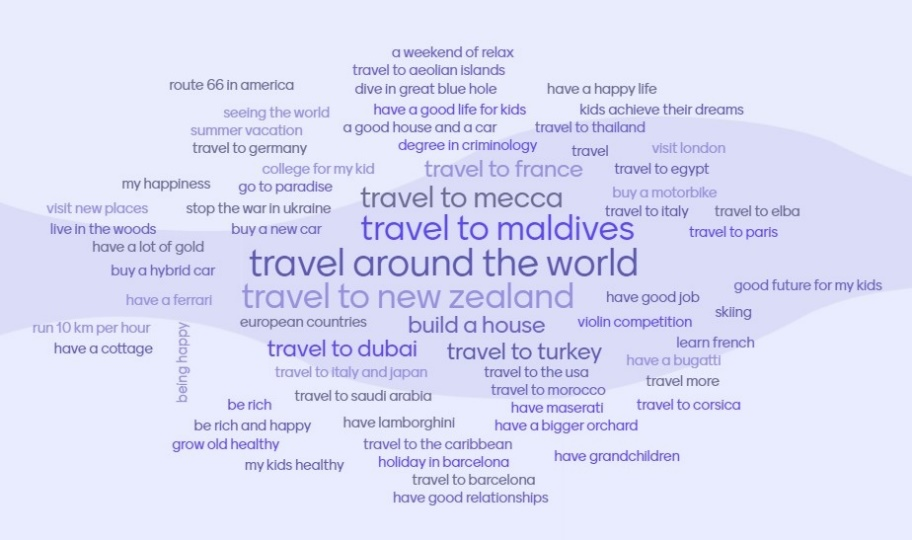 a weekend of relax
travel to aeolian islands
route 66 in america
dive in great blue hole
have a happy life
seeing the world
have a good life for kids
kids achieve their dreams
summer vacation
a good house and a car
travel to thailand
travel to germany
degree in criminology
travel
visit london
college for my kid
travel to france
travel to egypt
my happiness
go to paradise
travel to mecca
buy a motorbike
visit new places
stop the war in ukraine
travel to italy
travel to elba
live in the woods
buy a new car
travel to maldives
travel to paris
have a lot of gold
travel around the world
buy a hybrid car
good future for my kids
have a ferrari
travel to new zealand
have good job
skiing
run 10 km per hour
european countries
build a house
violin competition
being happy
have a cottage
travel to dubai
travel to turkey
learn french
have a bugatti
travel to italy and japan
travel to the usa
travel more
travel to saudi arabia
travel to morocco
be rich
have maserati
travel to corsica
be rich and happy
have lamborghini
have a bigger orchard
grow old healthy
travel to the caribbean
my kids healthy
holiday in barcelona
have grandchildren
travel to barcelona
have good relationships